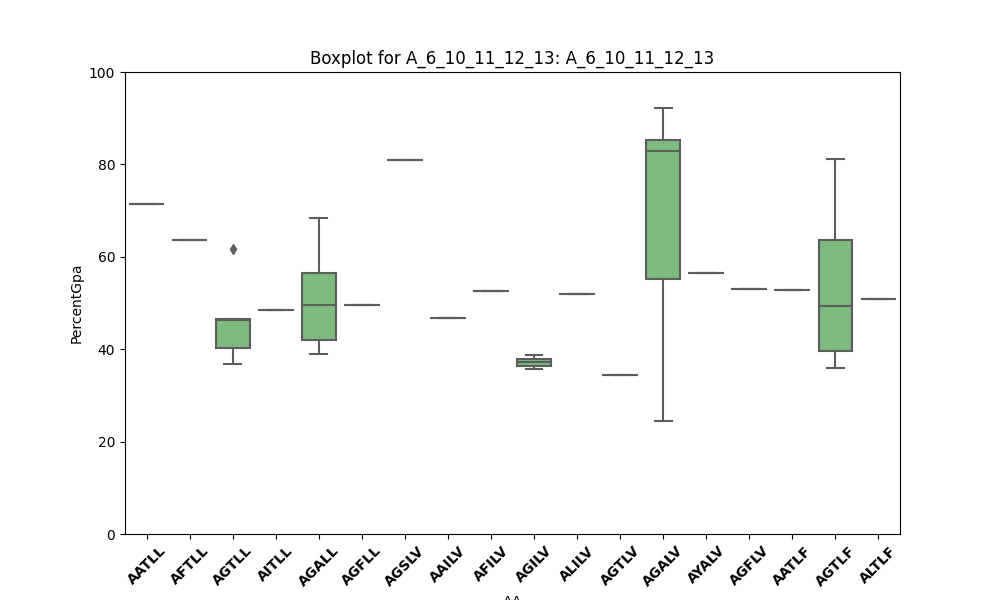 Boxplot for A_6_10_11_12_13: A_6_10_11_12_13
PercentGpa
100
80
60
40
20
0
AATLL
AFTLL
AGTLL
AITLL
AGALL
AGFLL
AGSLV
AAILV
AFILV
AGILV
ALILV
AGTLV
AGALV
AYALV
AGFLV
AATLF
AGTLF
ALTLF
AA